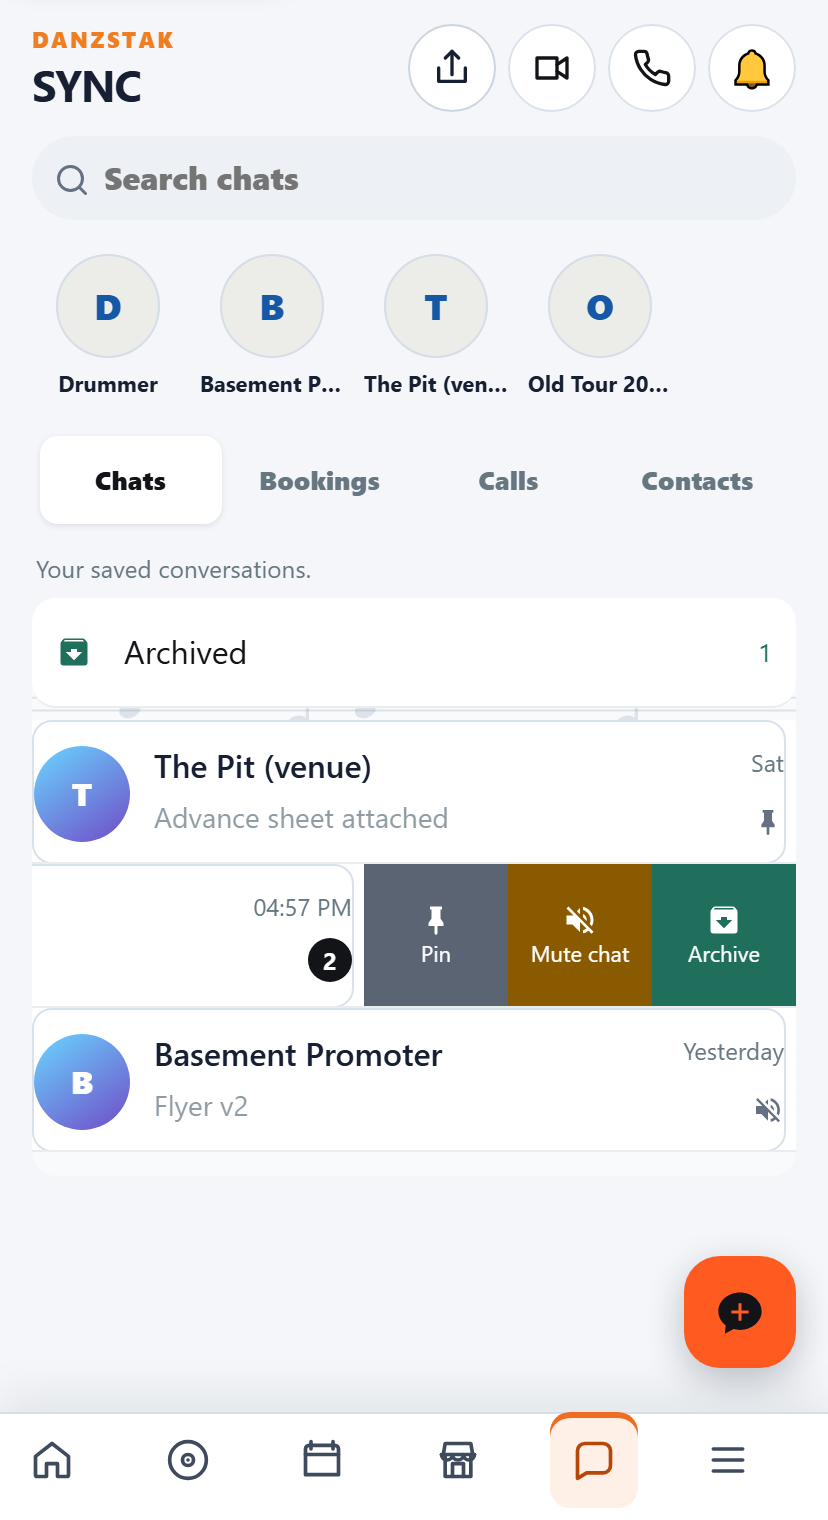 DANZSTAK
SYNC
Search chats
D
B
T
O
Drummer
Basement P...
The Pit (ven...
Old Tour 20...
Chats
Bookings
Calls
Contacts
Your saved conversations.
Archived
1
T
The Pit (venue)
Sat
Advance sheet attached
04:57 PM
2
Pin
Mute chat
Archive
B
Basement Promoter
Yesterday
Flyer v2